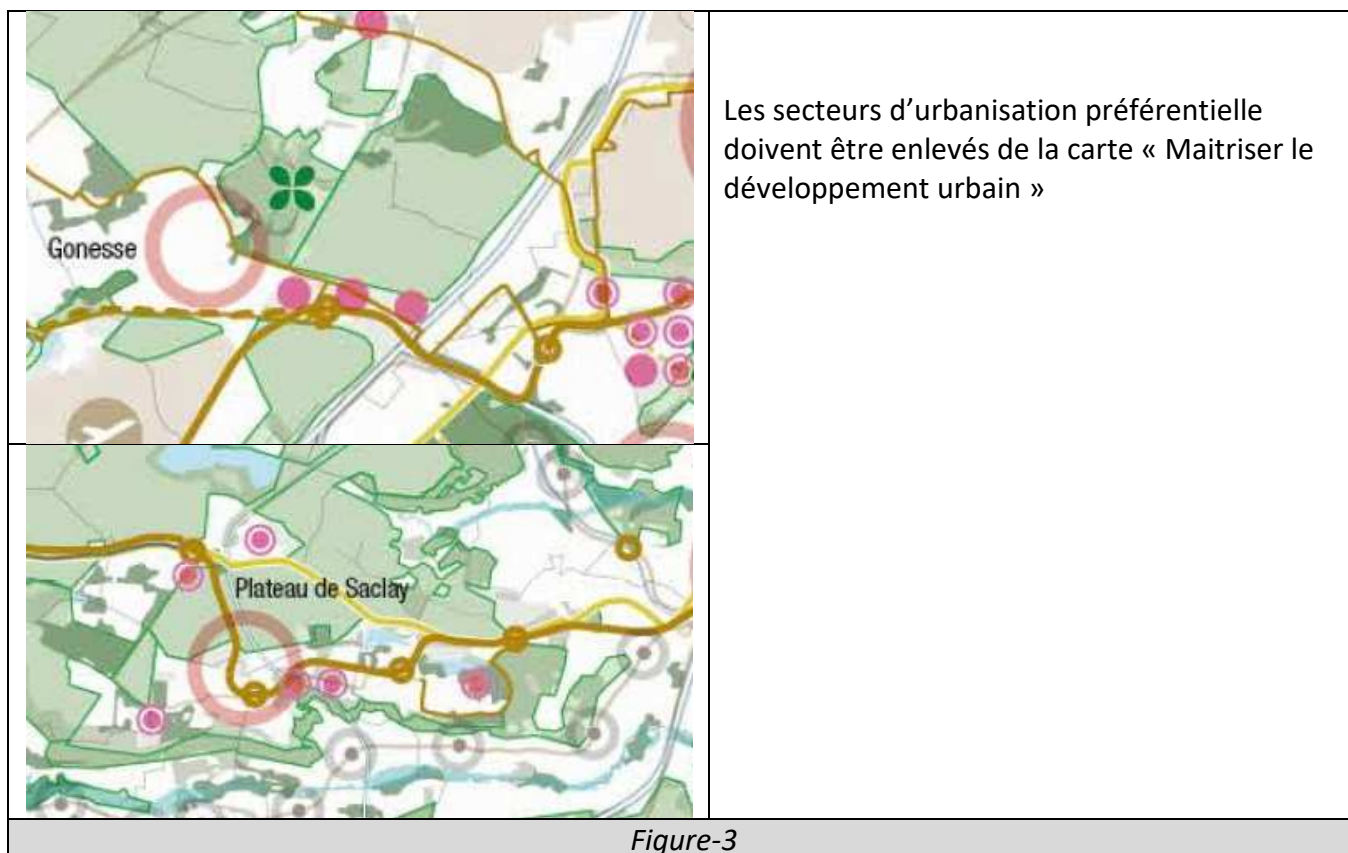 Gonesse
Les secteurs d’urbanisation préférentielle
doivent être enlevés de la carte « Maitriser le
développement urbain »
Plateau de Saclay
Figure-3